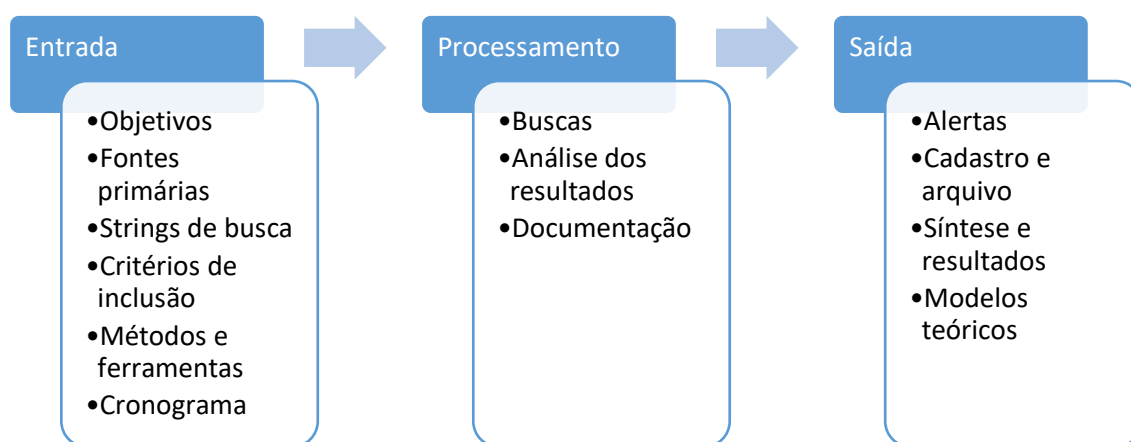 Entrada
•Objetivos
•Fontes
primárias
•Strings de busca
•Critérios de
inclusão
•Métodos e
ferramentas
•Cronograma
Processamento
•Buscas
•Análise dos
resultados
•Documentação
Saída
•Alertas
•Cadastro e
arquivo
•Síntese e
resultados
•Modelos
teóricos